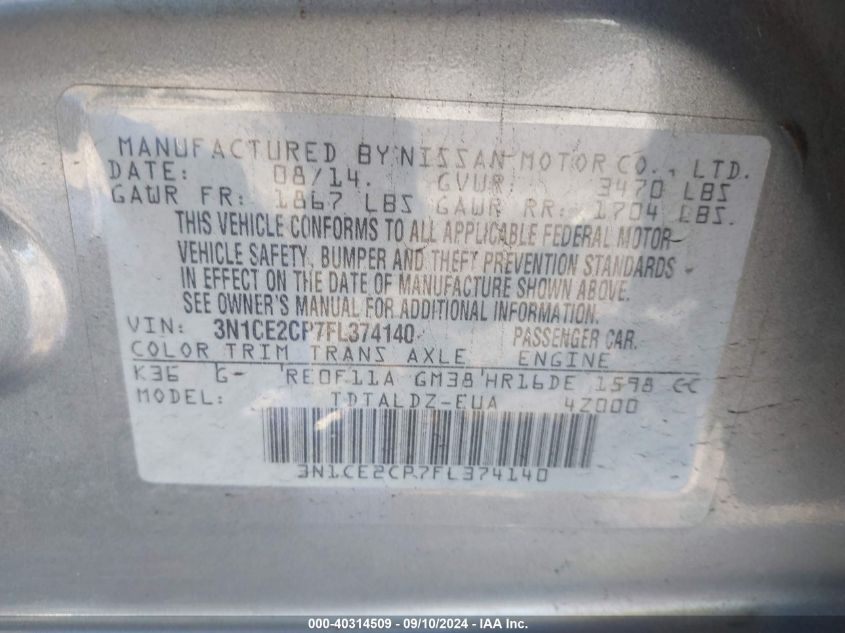 MANUFACTURED BY NISSAN MOTOR CO., LTD.
DATE: 08/14. GVWR: 3470 LBS
GAWR FR: 1867 LBS GAWR RR: 1704 LBS.
THIS VEHICLE CONFORMS TO ALL APPLICABLE FEDERAL MOTOR
VEHICLE SAFETY, BUMPER AND THEFT PREVENTION STANDARDS
IN EFFECT ON THE DATE OF MANUFACTURE SHOWN ABOVE.
SEE OWNER'S MANUAL FOR ADDITIONAL INFORMATION.
VIN: 3N1CE2CP7FL374140 PASSENGER CAR.
COLOR TRIM TRANS AXLE ENGINE
K36 G- RE0F11A GM38 HR16DE 1598 CC
MODEL: TDTALDZ-EUA 4Z000
3N1CE2CP7FL374140
000-40314509 - 09/10/2024 - IAA Inc.